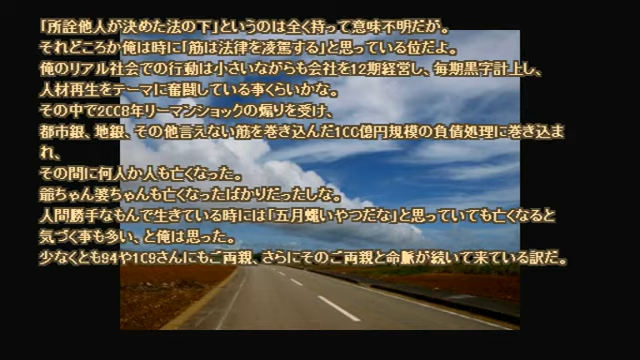 「所詮他人が決めた法の下」というのは全く持って意味不明だが。
それどころか俺は時に「筋は法律を凌駕する」と思っている位だよ。
俺のリアル社会での行動は小さいながらも会社を12期経営し、毎期黒字計上し、
人材再生をテーマに奮闘している事くらいかな。
その中で2008年リーマンショックの煽りを受け、
都市銀、地銀、その他言えない筋を巻き込んだ100億円規模の負債処理に巻き込ま
れ、
その間に何人か人も亡くなった。
爺ちゃん婆ちゃんも亡くなったばかりだったしな。
人間勝手なもんで生きている時には「五月蠅いやつだな」と思っていても亡くなると
気づく事も多い、と俺は思った。
少なくとも94や109さんにもご両親、さらにそのご両親と命脈が続いて来ている訳だ。